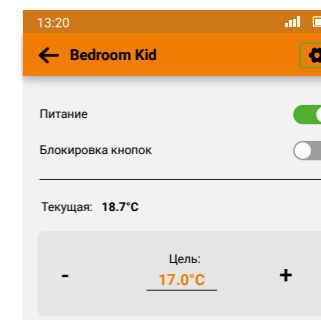 13:20
Bedroom Kid
Питание
Блокировка кнопок
Текущая: 18.7°C
Цель:
- 17.0°C +